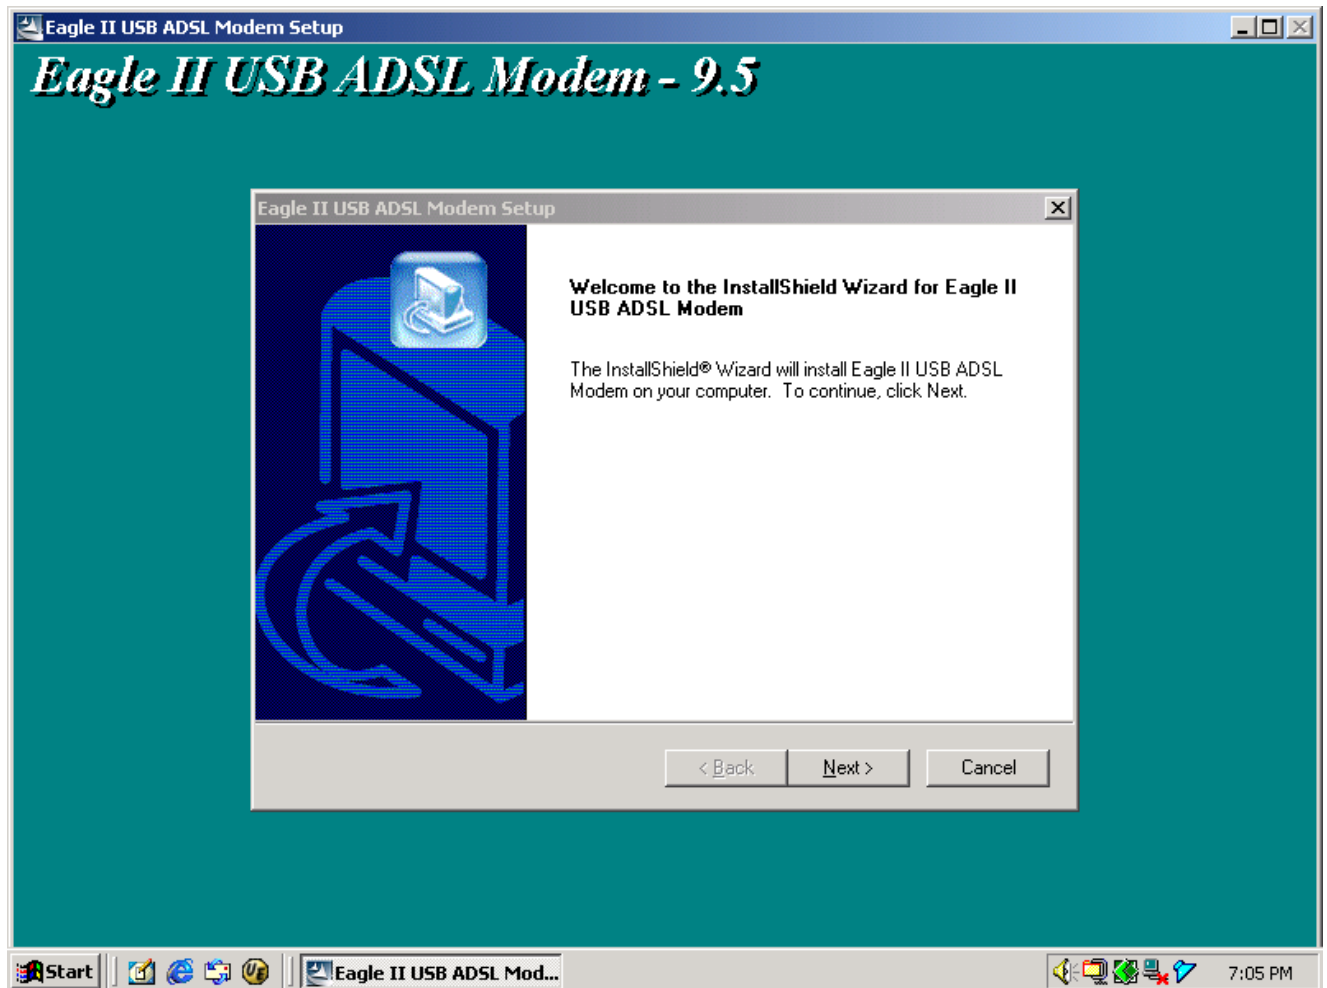 Eagle II USB ADSL Modem Setup
Eagle II USB ADSL Modem - 9.5
Eagle II USB ADSL Modem Setup
Welcome to the InstallShield Wizard for Eagle II
USB ADSL Modem
The InstallShield® Wizard will install Eagle II USB ADSL
Modem on your computer.  To continue, click Next.
< Back
Next >
Cancel
Start
Eagle II USB ADSL Mod...
7:05 PM